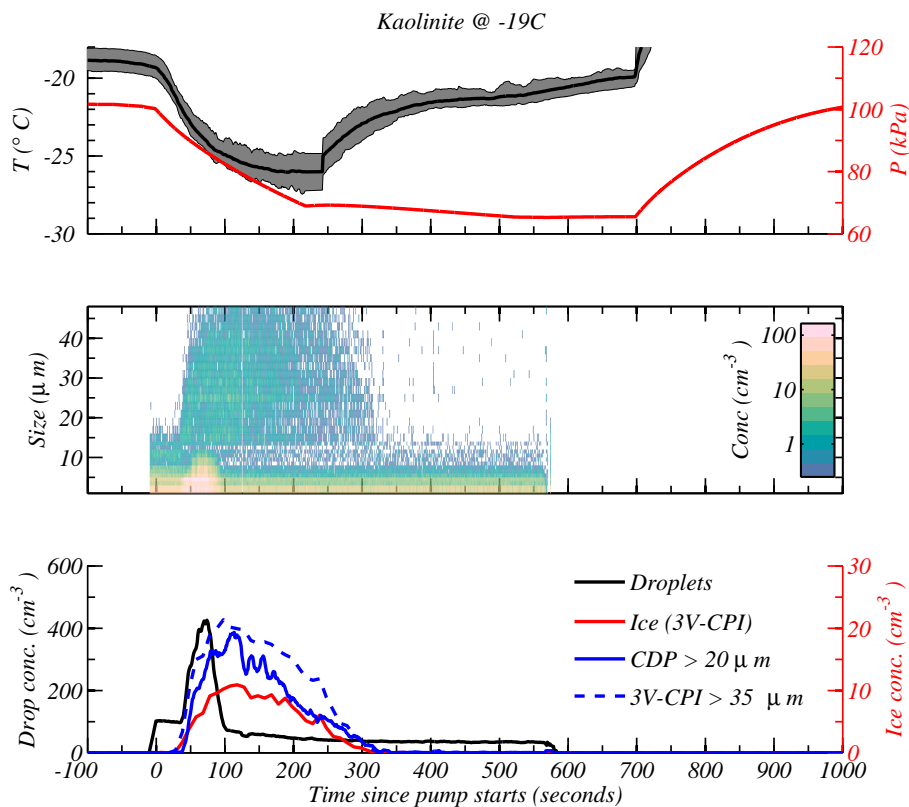 Kaolinite @ -19C
-20
-25
-30
T (° C)
120
100
80
60
P (kPa)
40
30
20
10
Size (μ m)
100
10
1
Conc (cm-3)
600
400
200
0
Drop conc. (cm-3)
30
20
10
0
Ice conc. (cm-3)
Droplets
Ice (3V-CPI)
CDP > 20 μ m
3V-CPI > 35 μ m
-100 0 100 200 300 400 500 600 700 800 900 1000
Time since pump starts (seconds)